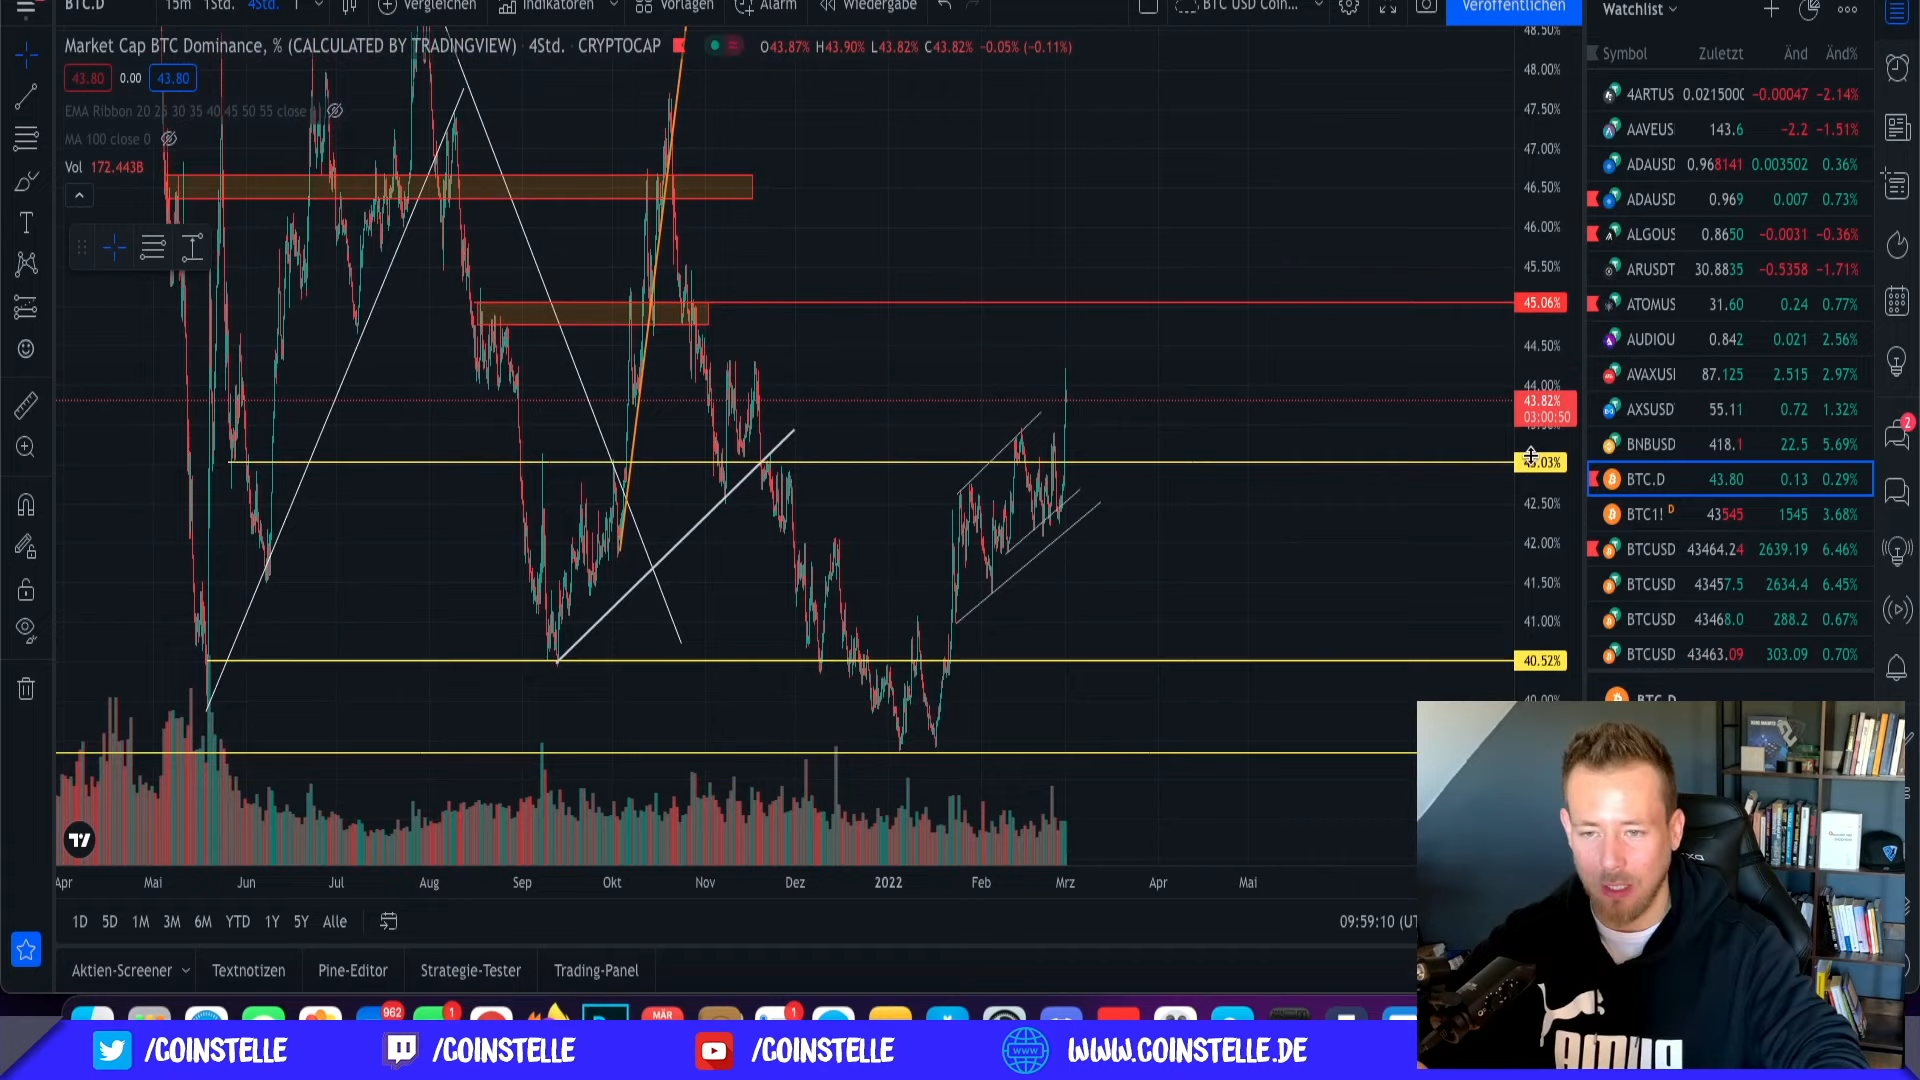 BTC.D 15m 1Std. 4Std. Vergleichen Indikatoren Vorlagen Alarm Wiedergabe BTC USD Coin... Veröffentlichen
Market Cap BTC Dominance, % (CALCULATED BY TRADINGVIEW) 4Std. CRYPTOCAP O43.87% H43.90% L43.82% C43.82% −0.05% (−0.11%)
43.80 0.00 43.80
EMA Ribbon 20 25 30 35 40 45 50 55 close
MA 100 close 0
Vol 172.443B
48.50%
48.00%
47.50%
47.00%
46.50%
46.00%
45.50%
45.06%
44.50%
44.00%
43.82%
03:00:50
42.50%
42.00%
41.50%
41.00%
40.52%
Apr Mai Jun Jul Aug Sep Okt Nov Dez 2022 Feb Mrz Apr Mai
1D 5D 1M 3M 6M YTD 1Y 5Y Alle
09:59:10 (UT
Aktien-Screener Textnotizen Pine-Editor Strategie-Tester Trading-Panel
Watchlist
Symbol Zuletzt Änd Änd%
4ARTUS 0.0215000 −0.00047 −2.14%
AAVEUS 143.6 −2.2 −1.51%
ADAUSD 0.968141 0.003502 0.36%
ADAUSD 0.969 0.007 0.73%
ALGOUS 0.8650 −0.0031 −0.36%
ARUSDT 30.8835 −0.5358 −1.71%
ATOMUS 31.60 0.24 0.77%
AUDIOU 0.842 0.021 2.56%
AVAXUS 87.125 2.515 2.97%
AXSUSD 55.11 0.72 1.32%
BNBUSD 418.1 22.5 5.69%
BTC.D 43.80 0.13 0.29%
BTC1! D 43545 1545 3.68%
BTCUSD 43464.24 2639.19 6.46%
BTCUSD 43457.5 2634.4 6.45%
BTCUSD 43468.0 288.2 0.67%
BTCUSD 43463.09 303.09 0.70%
BTC.D
2
962 1 MÄR 1
/COINSTELLE /COINSTELLE /COINSTELLE WWW.COINSTELLE.DE